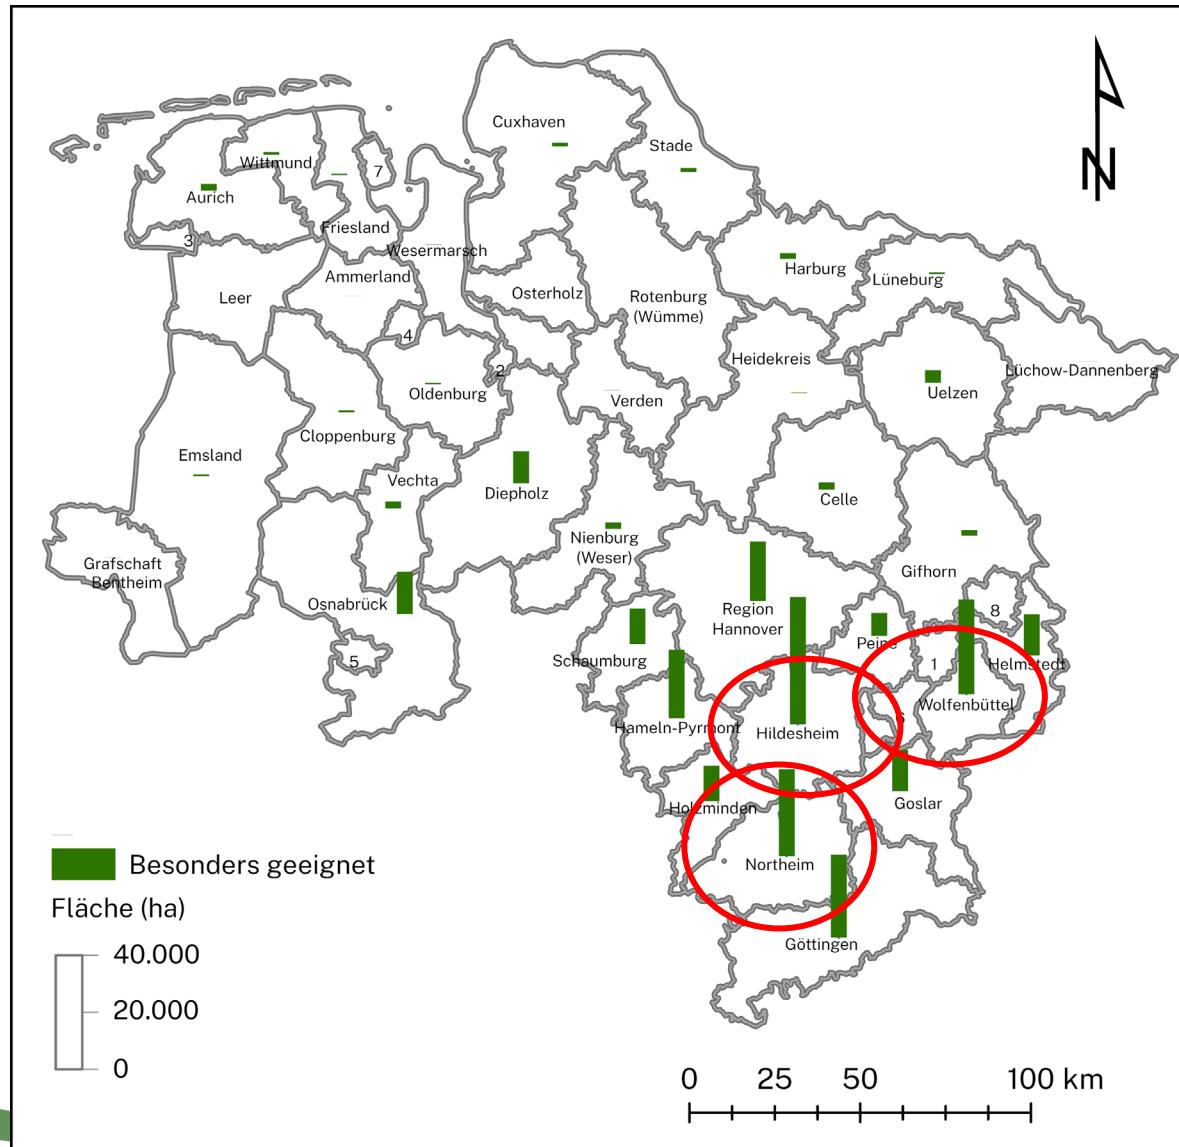 Cuxhaven
Stade
Wittmund
7
Aurich
Friesland
3
Wesermarsch
Harburg
Ammerland
Lüneburg
Leer
Osterholz
Rotenburg
(Wümme)
4
Heidekreis
2
Lüchow-Dannenberg
Oldenburg
Verden
Uelzen
Cloppenburg
Emsland
Vechta
Diepholz
Celle
Nienburg
(Weser)
Grafschaft
Bentheim
Gifhorn
Osnabrück
Region
Hannover
8
Peine
5
Schaumburg
1
Helmstedt
Wolfenbüttel
6
Hameln-Pyrmont
Hildesheim
Goslar
Holzminden
Northeim
Göttingen
N
Besonders geeignet
Fläche (ha)
40.000
20.000
0
0 25 50 100 km